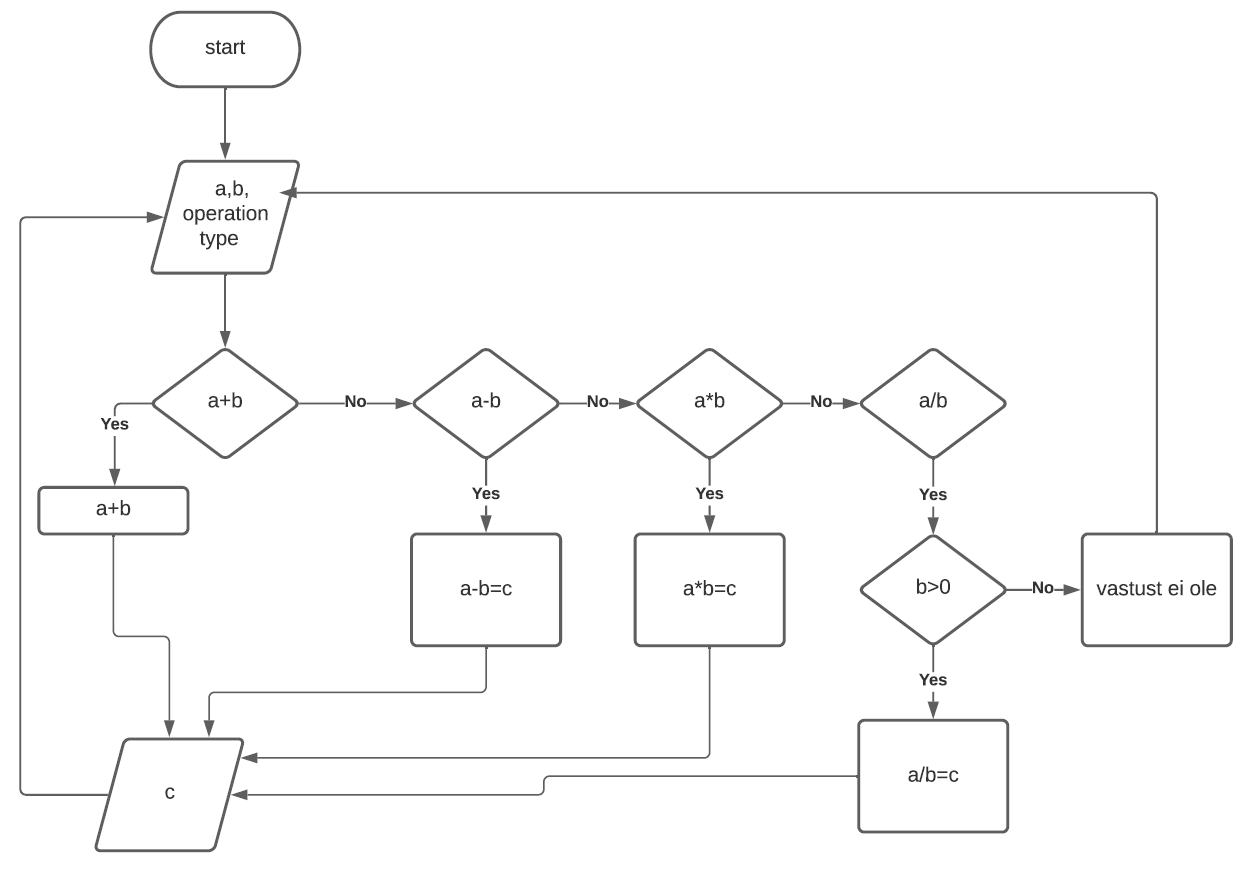 start
a,b,
operation
type
a+b
No
a-b
No
a*b
No
a/b
Yes
a+b
Yes
Yes
Yes
a-b=c
a*b=c
b>0
No
vastust ei ole
Yes
c
a/b=c